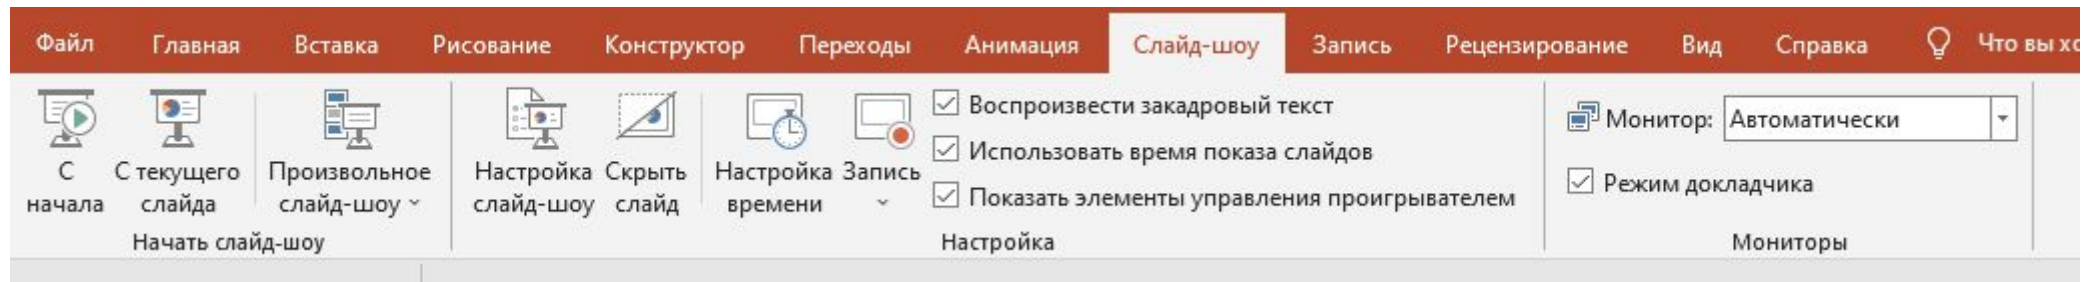 Файл Главная Вставка Рисование Конструктор Переходы Анимация Слайд-шоу Запись Рецензирование Вид Справка Что вы
С начала
С текущего слайда
Произвольное слайд-шоу
Начать слайд-шоу
Настройка слайд-шоу
Скрыть слайд
Настройка времени
Запись
Воспроизвести закадровый текст
Использовать время показа слайдов
Показать элементы управления проигрывателем
Настройка
Монитор: Автоматически
Режим докладчика
Мониторы